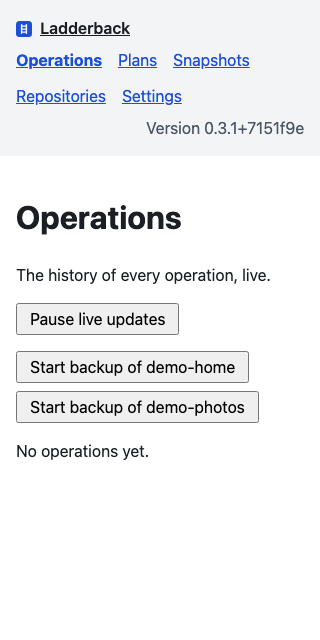 Ladderback
Operations Plans Snapshots
Repositories Settings
Version 0.3.1+7151f9e
Operations
The history of every operation, live.
Pause live updates
Start backup of demo-home
Start backup of demo-photos
No operations yet.